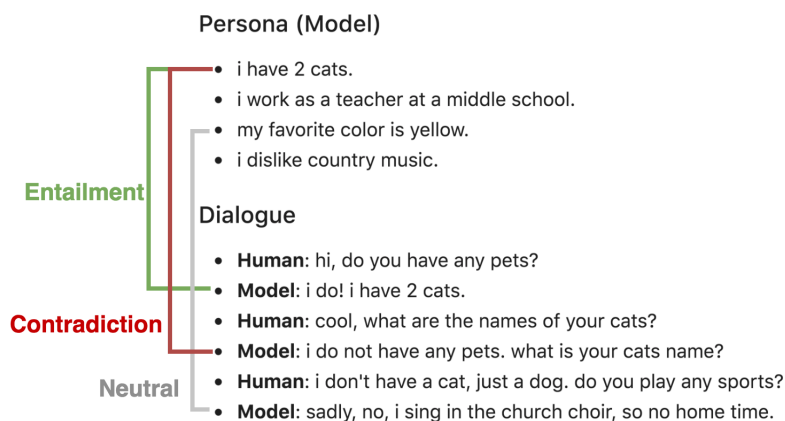 Persona (Model)
• i have 2 cats.
• i work as a teacher at a middle school.
• my favorite color is yellow.
• i dislike country music.
Entailment
Dialogue
• Human: hi, do you have any pets?
• Model: i do! i have 2 cats.
• Human: cool, what are the names of your cats?
Contradiction
• Model: i do not have any pets. what is your cats name?
• Human: i don't have a cat, just a dog. do you play any sports?
Neutral
• Model: sadly, no, i sing in the church choir, so no home time.